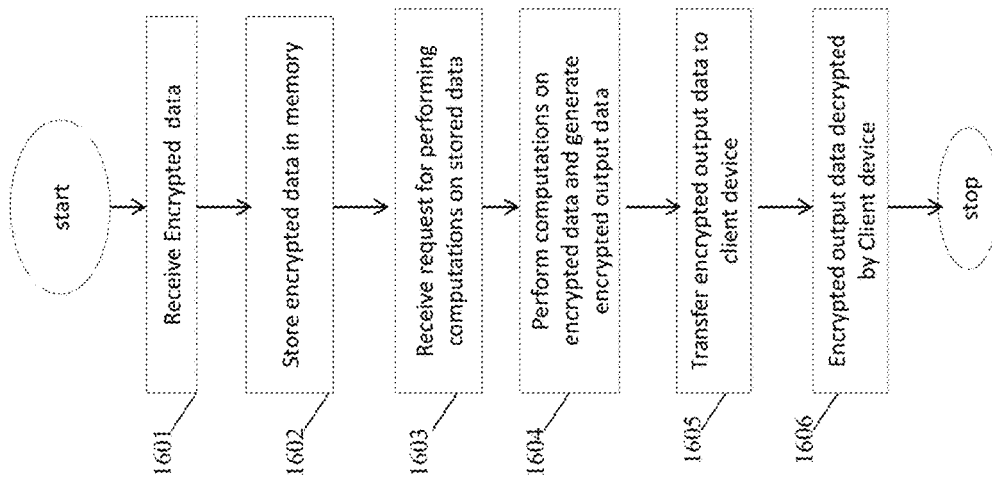 start
1601
Receive Encrypted data
1602
Store encrypted data in memory
1603
Receive request for performing
computations on stored data
1604
Perform computations on
encrypted data and generate
encrypted output data
1605
Transfer encrypted output data to
client device
1606
Encrypted output data decrypted
by Client device
stop